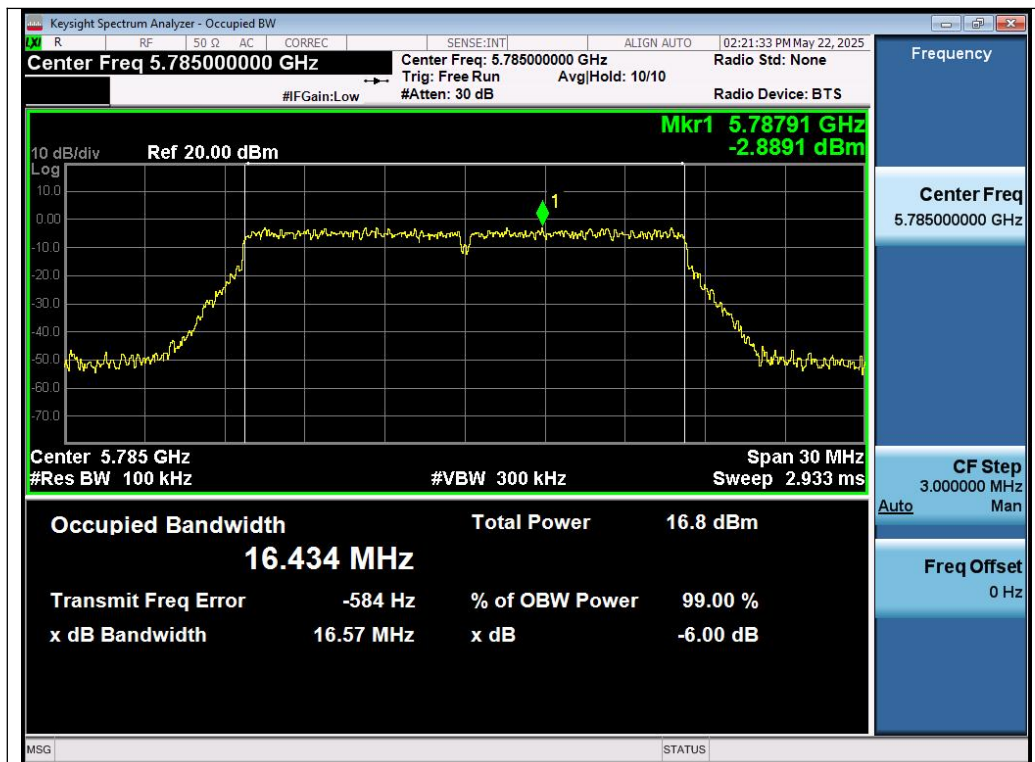 Keysight Spectrum Analyzer - Occupied BW
LXI R RF 50 Ω AC CORREC SENSE:INT ALIGN AUTO 02:21:33 PM May 22, 2025
Center Freq 5.785000000 GHz
Center Freq: 5.785000000 GHz Radio Std: None
Trig: Free Run Avg|Hold: 10/10
#IFGain:Low #Atten: 30 dB Radio Device: BTS
Mkr1 5.78791 GHz
-2.8891 dBm
10 dB/div Ref 20.00 dBm
Log
10.0
1
0.00
-10.0
-20.0
-30.0
-40.0
-50.0
-60.0
-70.0
Center 5.785 GHz Span 30 MHz
#Res BW 100 kHz #VBW 300 kHz Sweep 2.933 ms
Occupied Bandwidth Total Power 16.8 dBm
16.434 MHz
Transmit Freq Error -584 Hz % of OBW Power 99.00 %
x dB Bandwidth 16.57 MHz x dB -6.00 dB
Frequency
Center Freq
5.785000000 GHz
CF Step
3.000000 MHz
Auto Man
Freq Offset
0 Hz
MSG STATUS